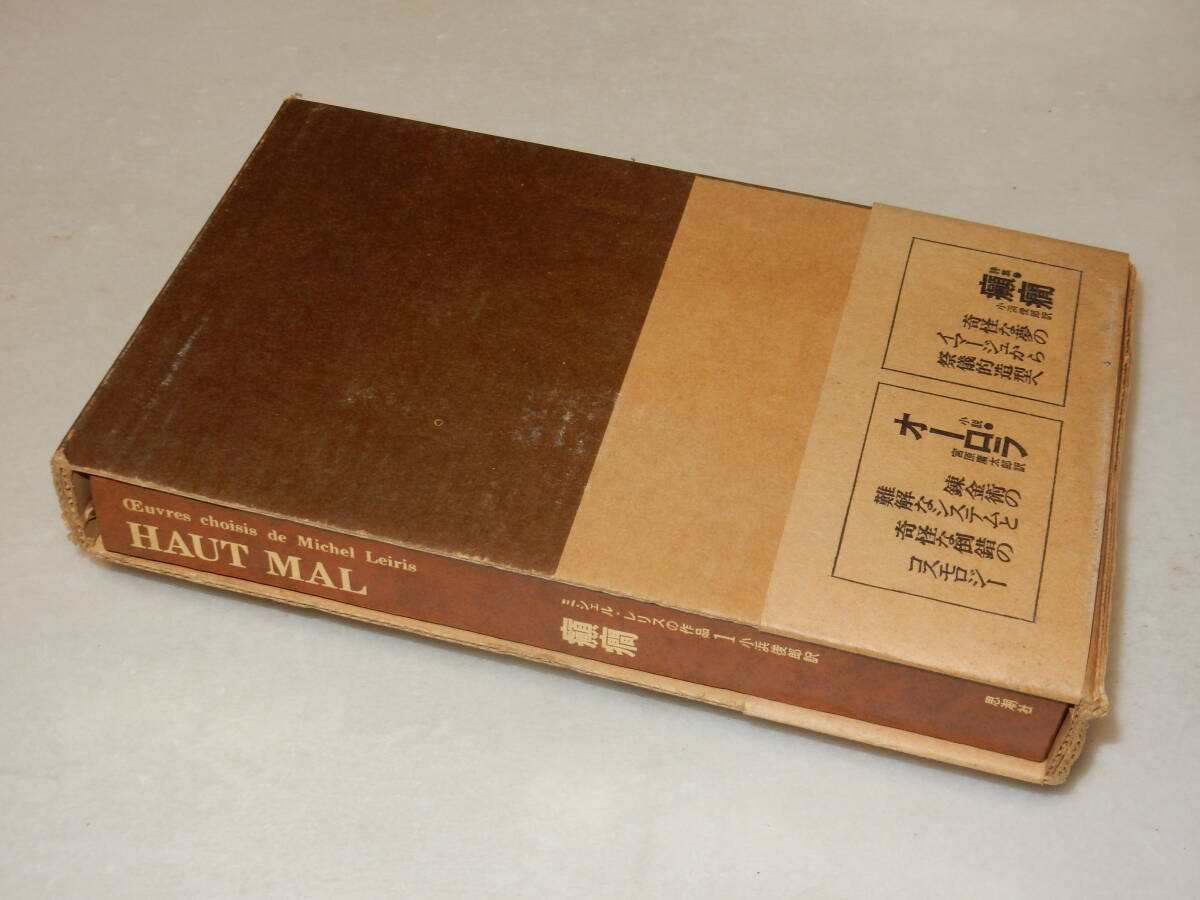 Œuvres choisis de Michel Leiris
HAUT MAL
ミシェル・レリスの作品1
癲癇
小浜俊郎訳
思潮社
詩集●
癲癇
小浜俊郎訳
奇怪な夢の
イマージュから
祭儀的造型へ
小説●
オーロラ
宮原庸太郎訳
錬金術の
難解なシステムと
奇怪な倒錯の
コスモロジー